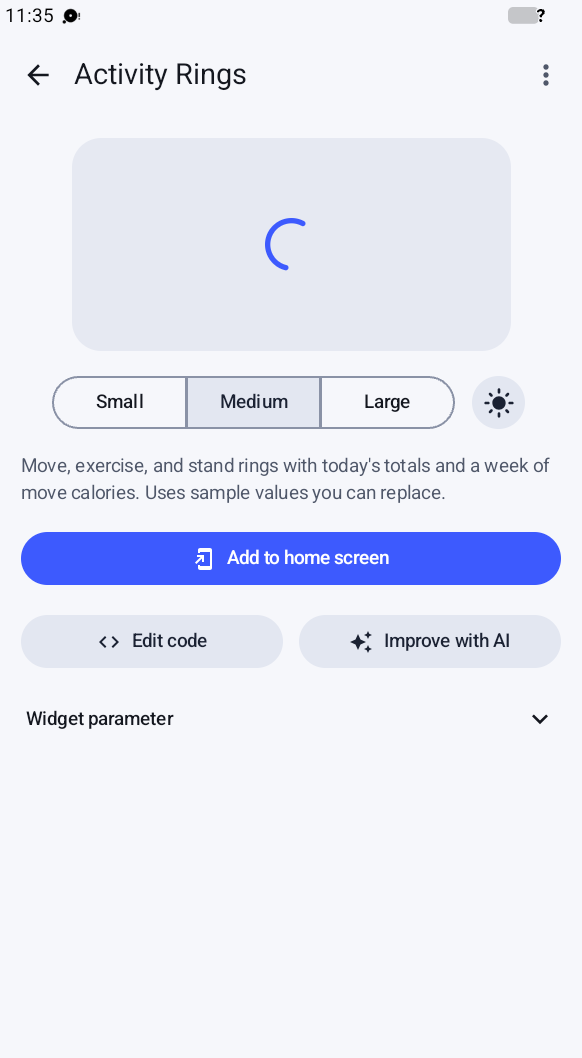 11:35
?
Activity Rings
Small
Medium
Large
Move, exercise, and stand rings with today's totals and a week of
move calories. Uses sample values you can replace.
Add to home screen
Edit code
Improve with AI
Widget parameter